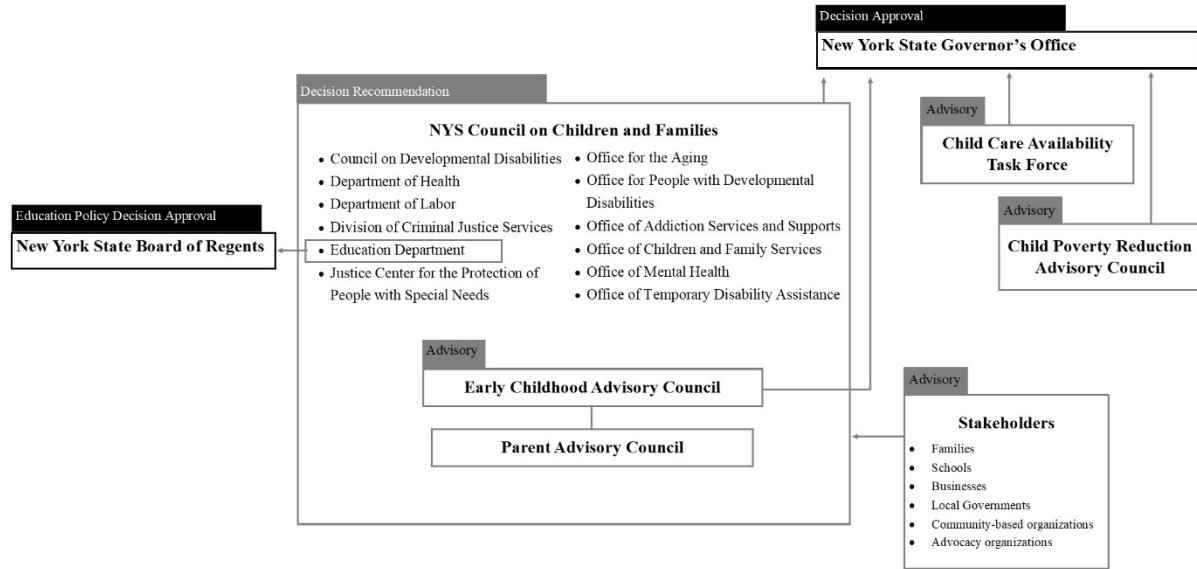 Decision Approval
New York State Governor's Office
Decision Recommendation
NYS Council on Children and Families
• Council on Developmental Disabilities
• Department of Health
• Department of Labor
• Division of Criminal Justice Services
• Education Department
• Justice Center for the Protection of
People with Special Needs
• Office for the Aging
• Office for People with Developmental
Disabilities
• Office of Addiction Services and Supports
• Office of Children and Family Services
• Office of Mental Health
• Office of Temporary Disability Assistance
Advisory
Child Care Availability
Task Force
Advisory
Child Poverty Reduction
Advisory Council
Education Policy Decision Approval
New York State Board of Regents
Advisory
Early Childhood Advisory Council
Parent Advisory Council
Advisory
Stakeholders
• Families
• Schools
• Businesses
• Local Governments
• Community-based organizations
• Advocacy organizations